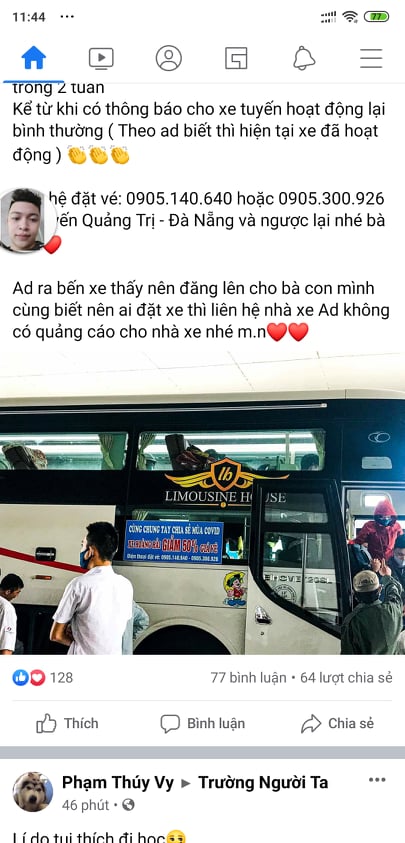 11:44 ...
77
trong 2 tuần
Kể từ khi có thông báo cho xe tuyến hoạt động lại
bình thường ( Theo ad biết thì hiện tại xe đã hoạt
động ) 👏👏👏
hệ đặt vé: 0905.140.640 hoặc 0905.300.926
yến Quảng Trị - Đà Nẵng và ngược lại nhé bà
❤️
Ad ra bến xe thấy nên đăng lên cho bà con mình
cùng biết nên ai đặt xe thì liên hệ nhà xe Ad không
có quảng cáo cho nhà xe nhé m.n❤️❤️
lb
LIMOUSINE HOUSE
CÙNG CHUNG TAY CHIA SẺ MÙA COVID
GIẢM 50% GIÁ VÉ
Điện thoại đặt vé: 0905.140.640 - 0905.300.926
128
77 bình luận • 64 lượt chia sẻ
Thích
Bình luận
Chia sẻ
Phạm Thúy Vy ▸ Trường Người Ta
46 phút •
Lí do tui thích đi học😒